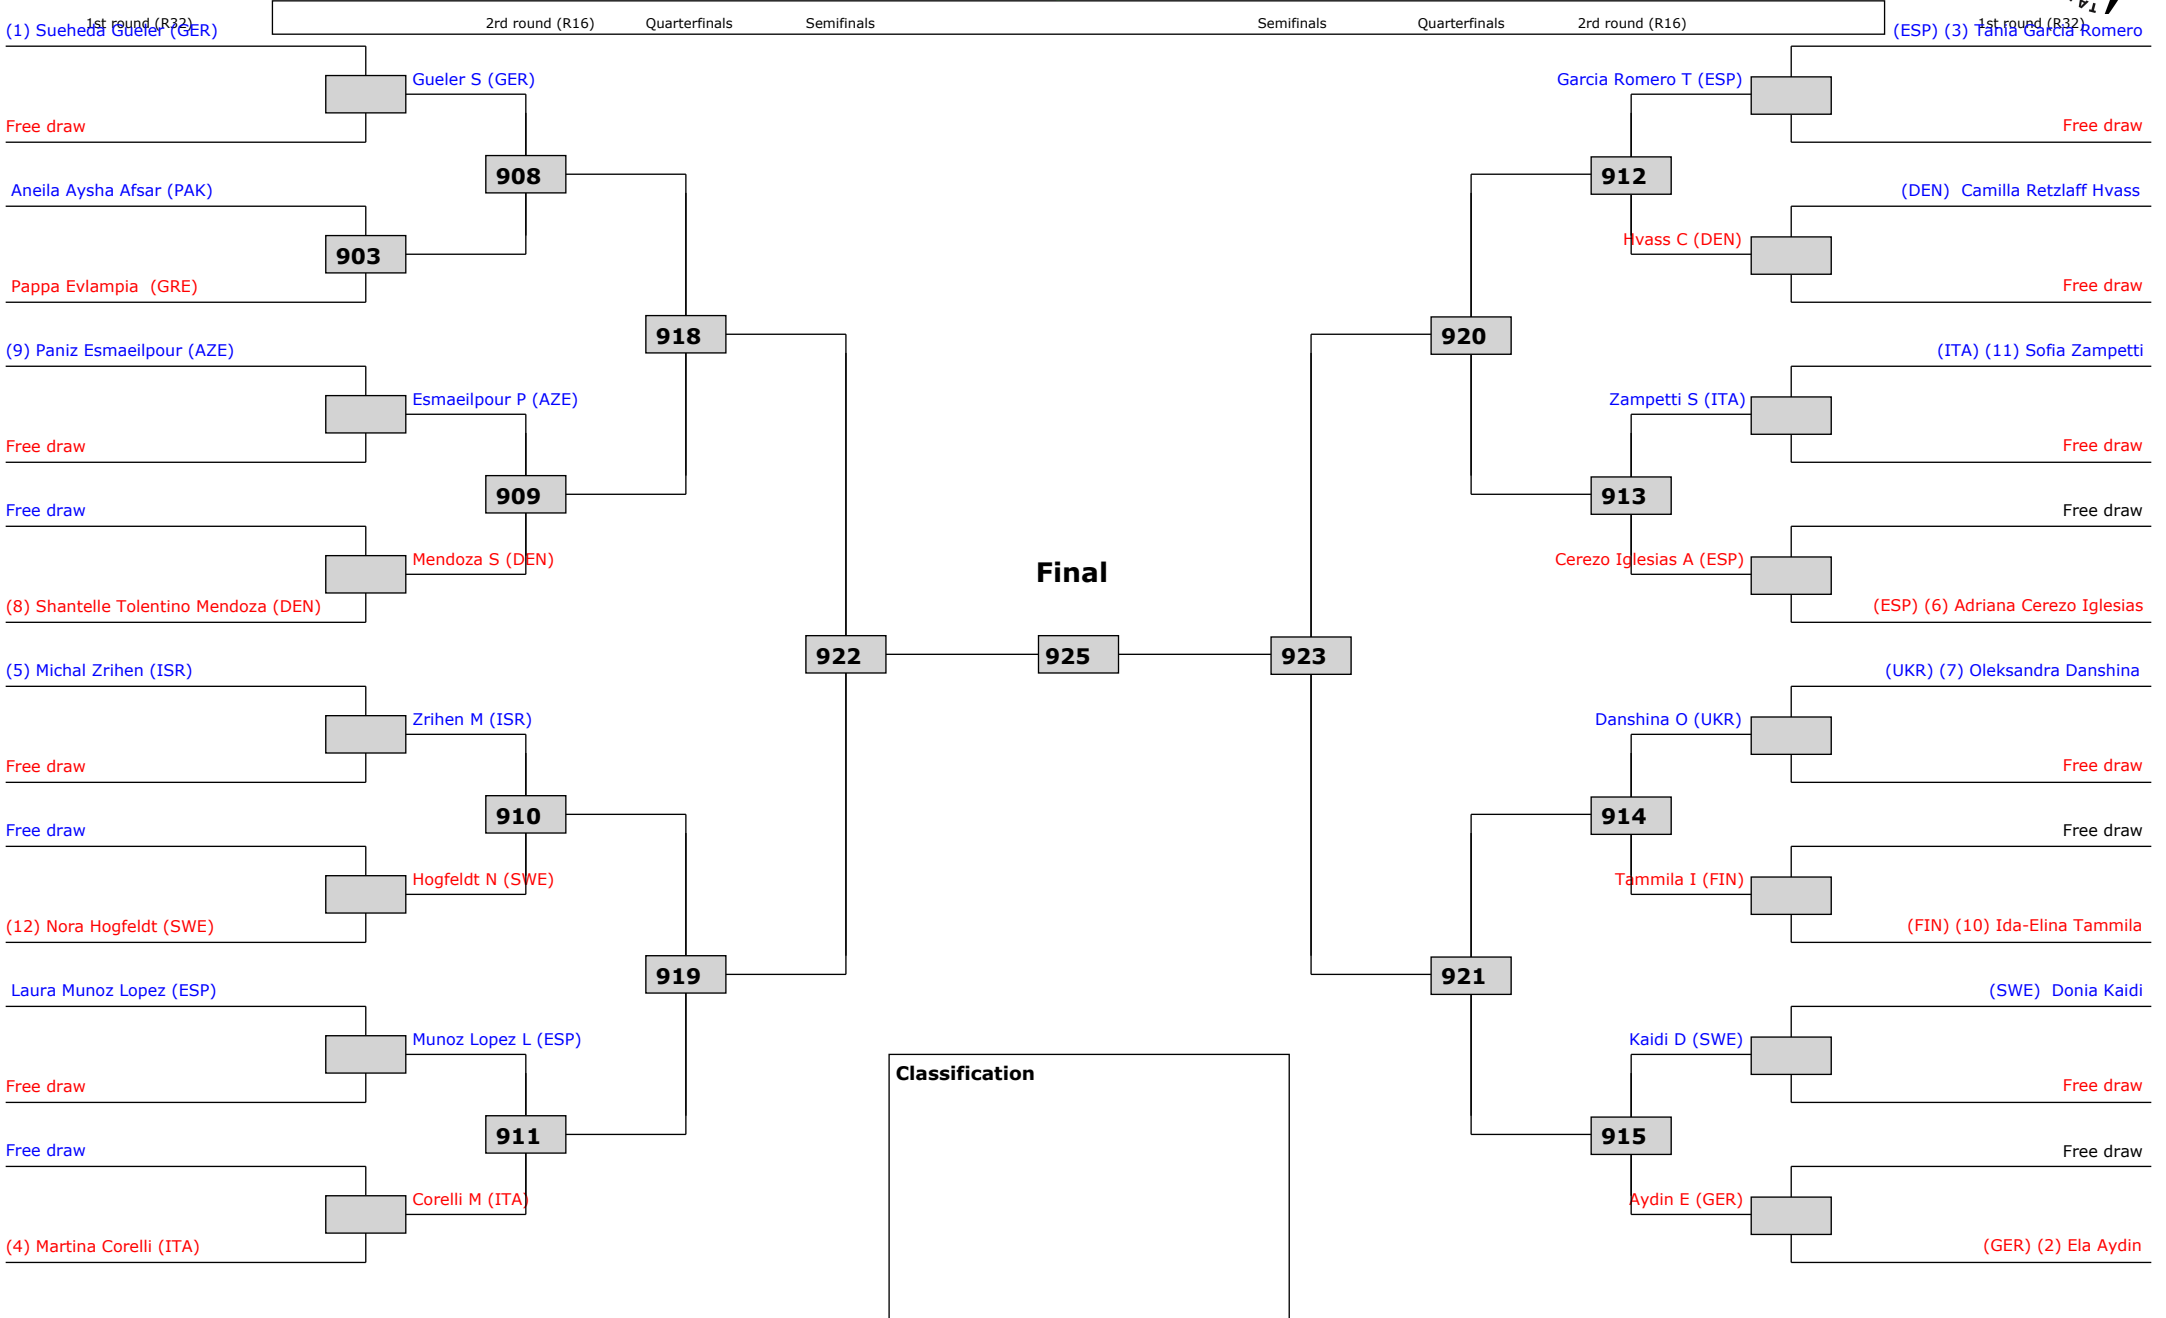 1st round (R32)
2rd round (R16)
Quarterfinals
Semifinals
Semifinals
Quarterfinals
2rd round (R16)
1st round (R32)
(1) Sueheda Gueler (GER)
Gueler S (GER)
Free draw
908
Aneila Aysha Afsar (PAK)
903
Pappa Evlampia  (GRE)
918
(9) Paniz Esmaeilpour (AZE)
Esmaeilpour P (AZE)
Free draw
909
Free draw
Mendoza S (DEN)
(8) Shantelle Tolentino Mendoza (DEN)
922
(5) Michal Zrihen (ISR)
Zrihen M (ISR)
Free draw
910
Free draw
Hogfeldt N (SWE)
(12) Nora Hogfeldt (SWE)
919
Laura Munoz Lopez (ESP)
Munoz Lopez L (ESP)
Free draw
911
Free draw
Corelli M (ITA)
(4) Martina Corelli (ITA)
Final
925
Classification
(ESP) (3) Tania Garcia Romero
Garcia Romero T (ESP)
Free draw
912
(DEN)  Camilla Retzlaff Hvass
Hvass C (DEN)
Free draw
920
(ITA) (11) Sofia Zampetti
Zampetti S (ITA)
Free draw
913
Free draw
Cerezo Iglesias A (ESP)
(ESP) (6) Adriana Cerezo Iglesias
923
(UKR) (7) Oleksandra Danshina
Danshina O (UKR)
Free draw
914
Free draw
Tammila I (FIN)
(FIN) (10) Ida-Elina Tammila
921
(SWE)  Donia Kaidi
Kaidi D (SWE)
Free draw
915
Free draw
Aydin E (GER)
(GER) (2) Ela Aydin